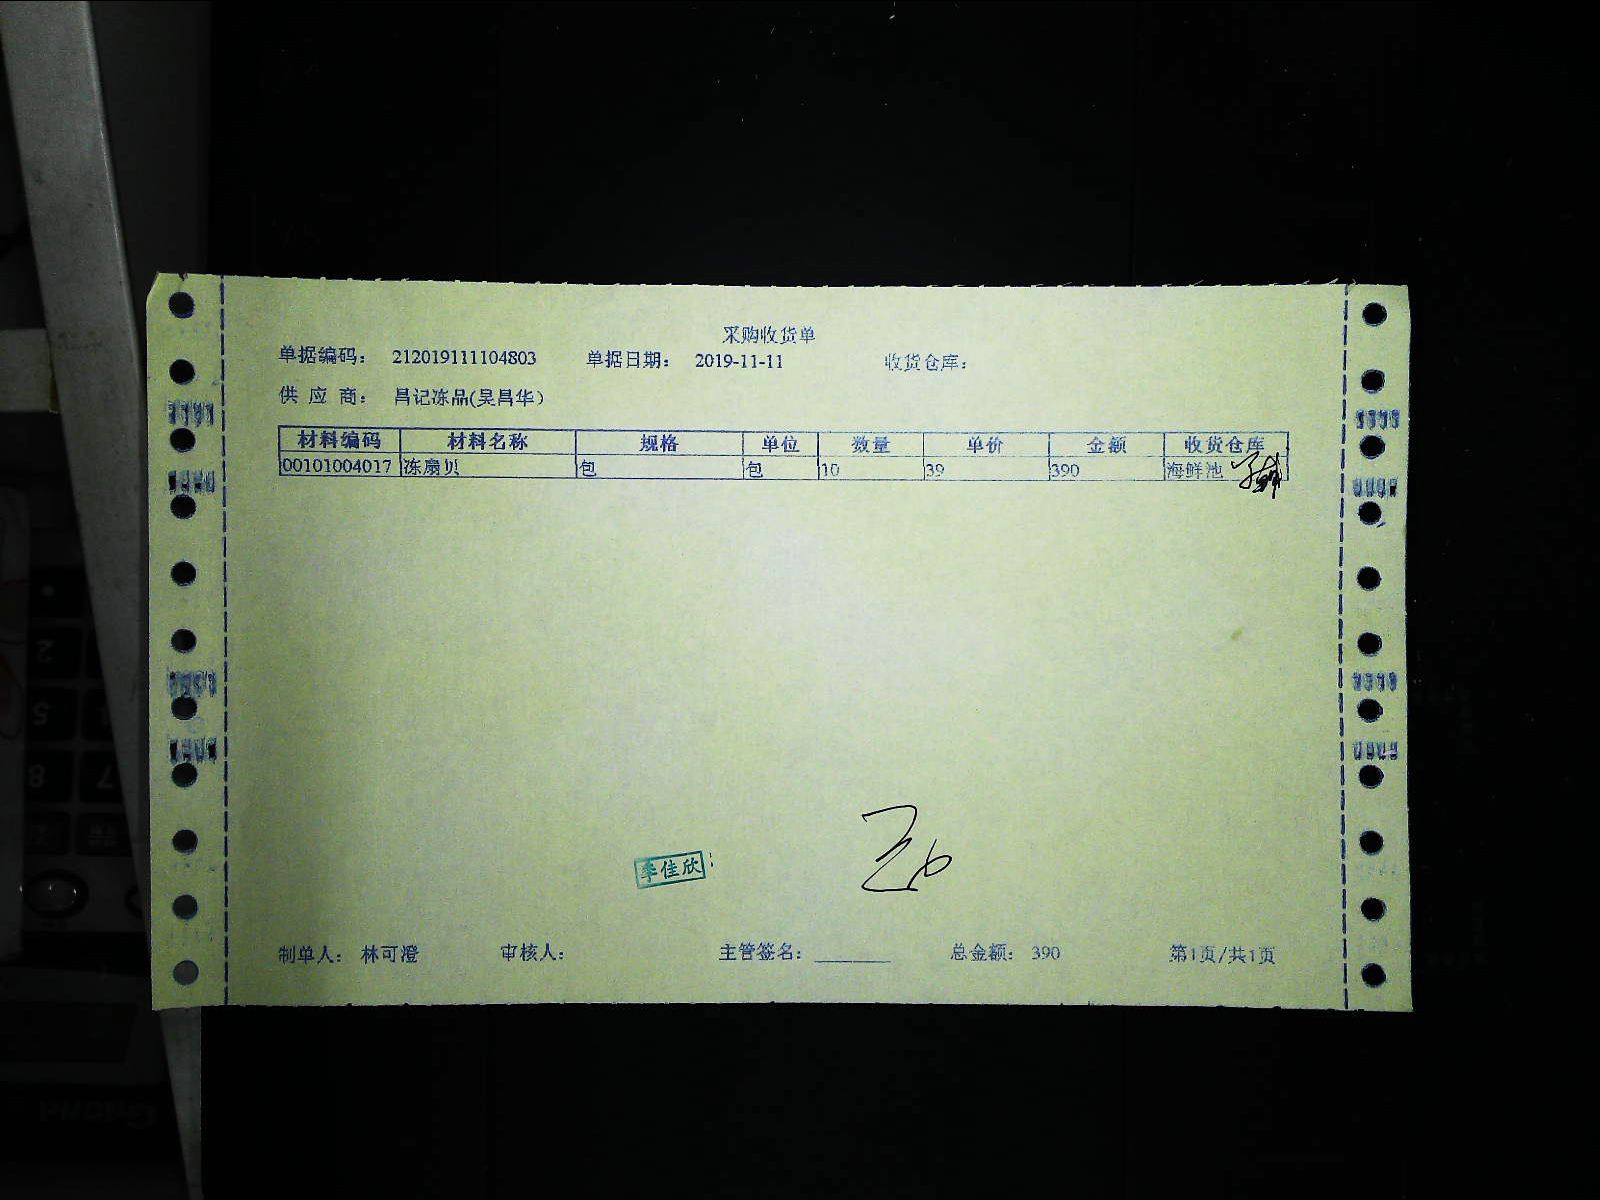 采购收货单
单据编码： 212019111104803 单据日期： 2019-11-11 收货仓库：
供 应 商： 昌记冻品(吴昌华）
材料编码 材料名称 规格 单位 数量 单价 金额 收货仓库
00101004017 冻扇贝 包 包 10 39 390 海鲜池
李佳欣
制单人： 林可澄 审核人： 主管签名：________ 总金额： 390 第1页/共1页